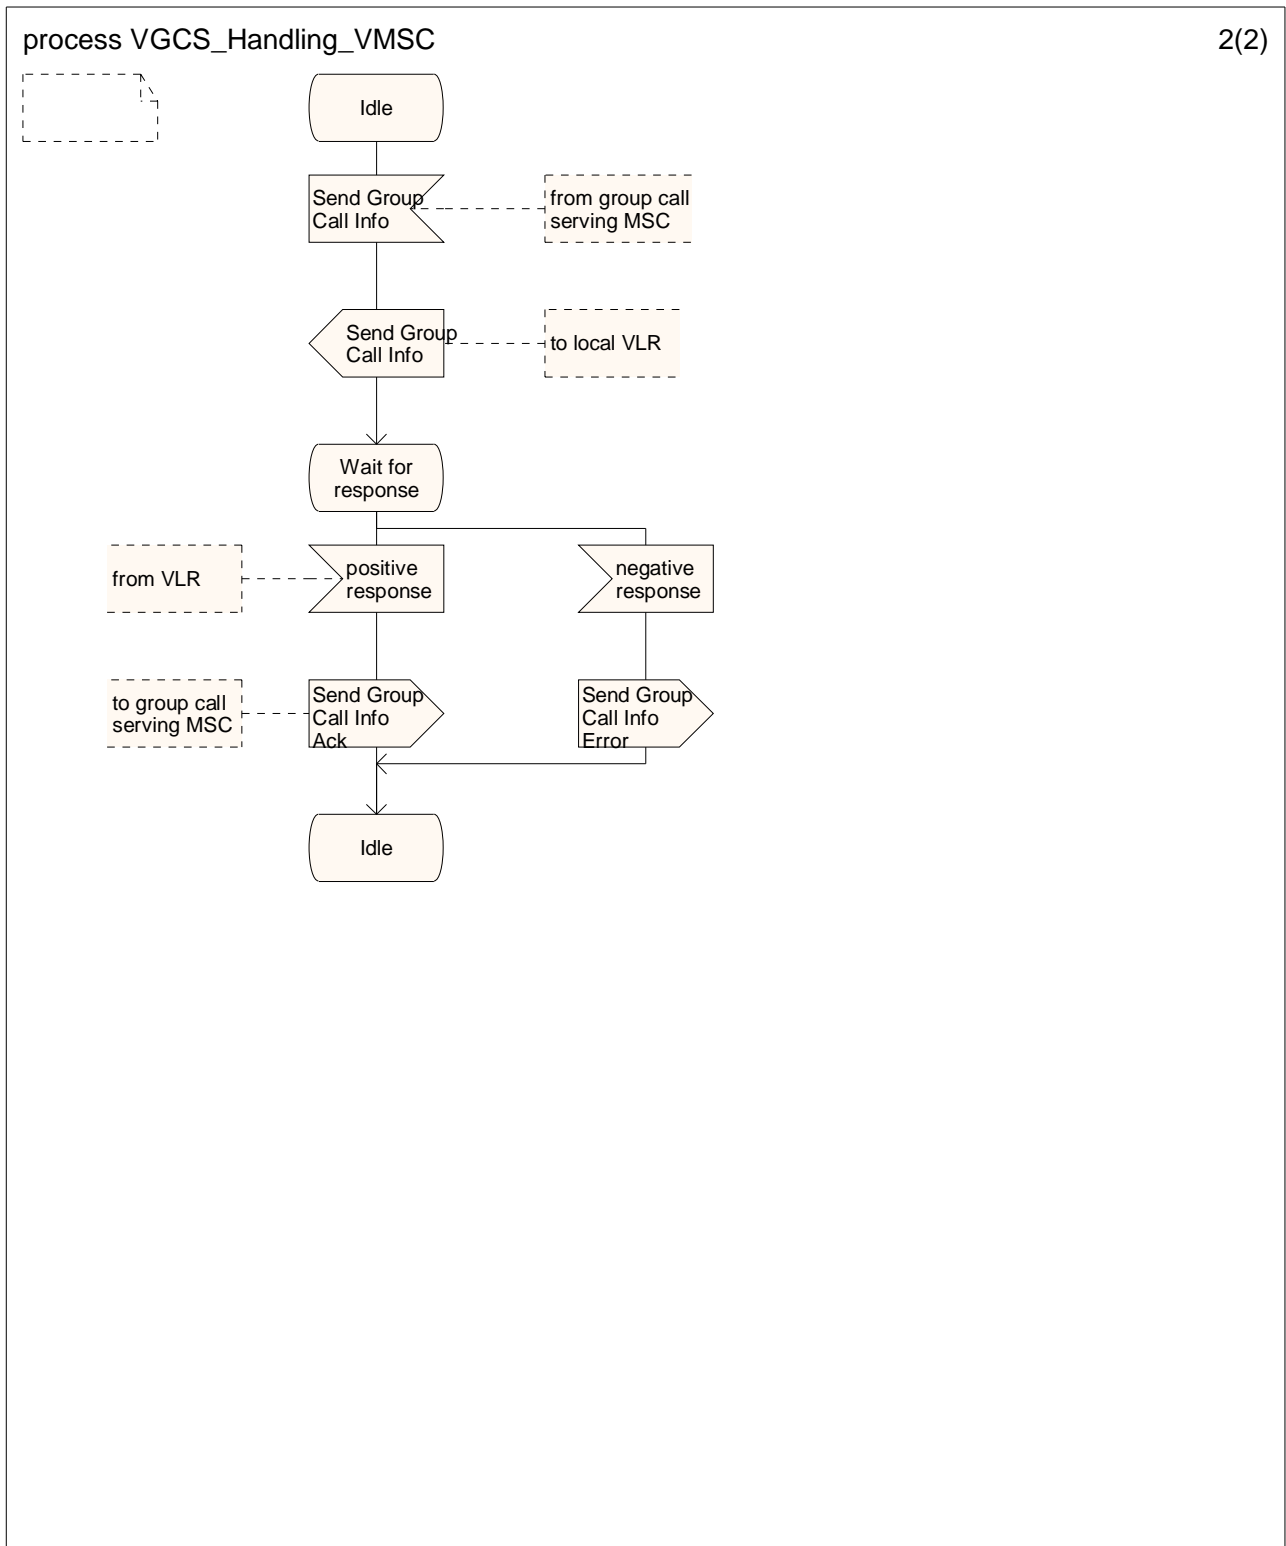 process VGCS_Handling_VMSC
2(2)
Idle
Send Group
Call Info
from group call
serving MSC
Send Group
Call Info
to local VLR
Wait for
response
from VLR
positive
response
negative
response
to group call
serving MSC
Send Group
Call Info
Ack
Send Group
Call Info
Error
Idle